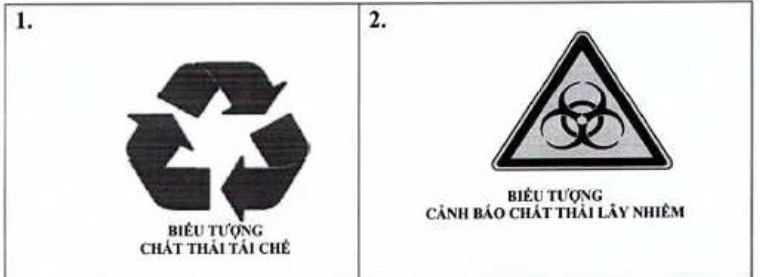 1.
BIỂU TƯỢNG
CHẤT THẢI TÁI CHẾ
2.
BIỂU TƯỢNG
CẢNH BÁO CHẤT THẢI LÂY NHIỄM